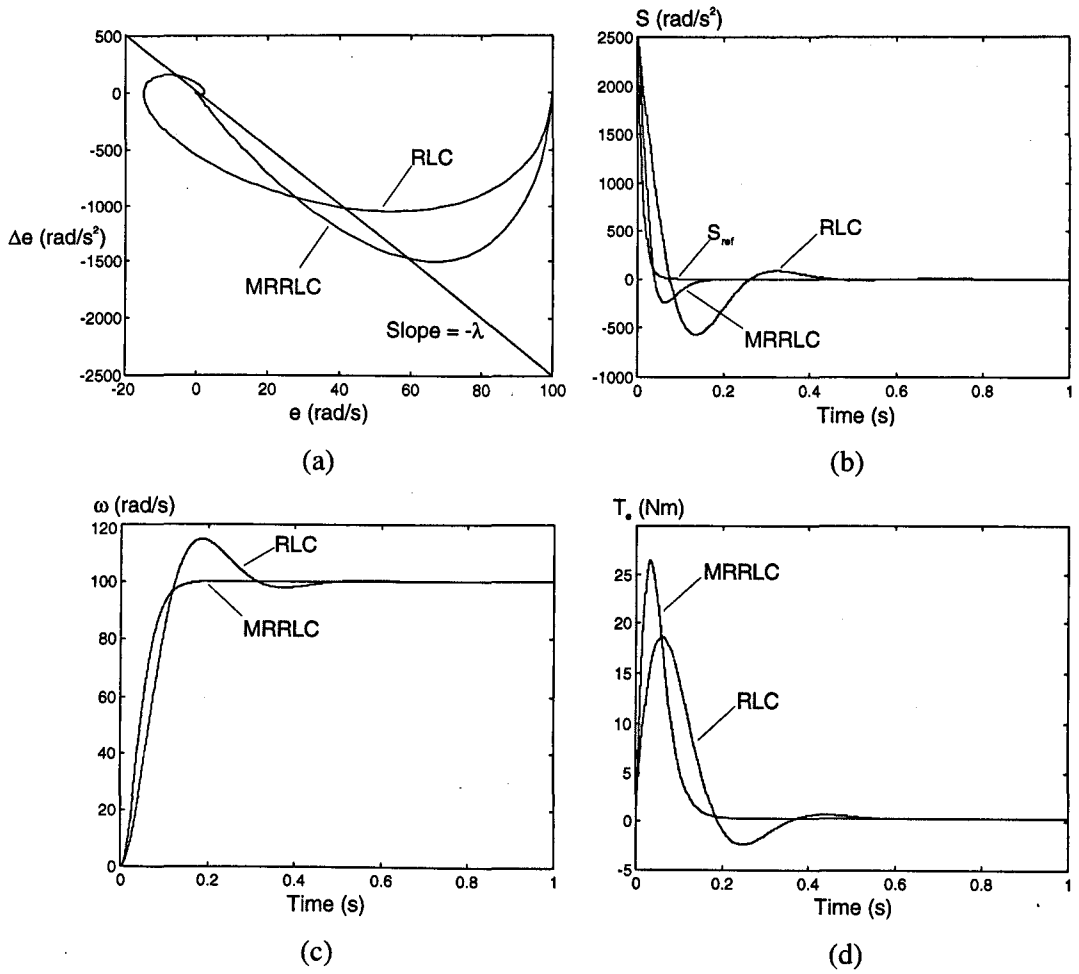 500
0
-500
-1000
Δe (rad/s²)
-1500
-2000
-2500
-20
0
20
40
60
80
100
e (rad/s)
RLC
MRRLC
Slope = -λ
(a)
S (rad/s²)
2500
2000
1500
1000
500
0
-500
-1000
0
0.2
0.4
0.6
0.8
1
Time (s)
S_ref
RLC
MRRLC
(b)
ω (rad/s)
120
100
80
60
40
20
0
0
0.2
0.4
0.6
0.8
1
Time (s)
RLC
MRRLC
(c)
T_e (Nm)
25
20
15
10
5
0
-5
0
0.2
0.4
0.6
0.8
1
Time (s)
MRRLC
RLC
(d)